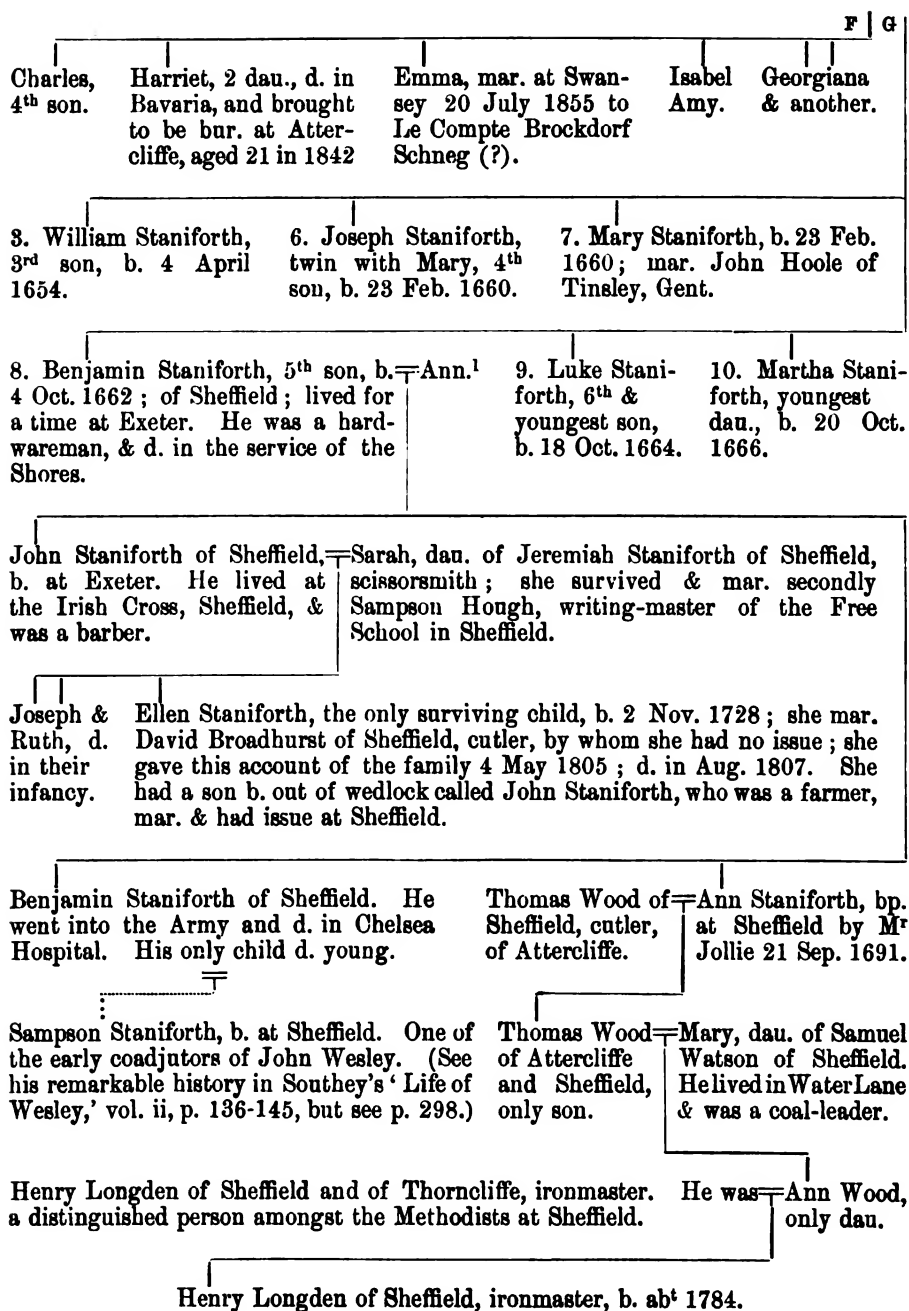 F | G
Charles,
4th son.
Harriet, 2 dau., d. in
Bavaria, and brought
to be bur. at Atter-
cliffe, aged 21 in 1842
Emma, mar. at Swan-
sey 20 July 1855 to
Le Compte Brockdorf
Schneg (?).
Isabel
Amy.
Georgiana
& another.
3. William Staniforth,
3rd son, b. 4 April
1654.
6. Joseph Staniforth,
twin with Mary, 4th
son, b. 23 Feb. 1660.
7. Mary Staniforth, b. 23 Feb.
1660; mar. John Hoole of
Tinsley, Gent.
8. Benjamin Staniforth, 5th son, b.
4 Oct. 1662; of Sheffield; lived for
a time at Exeter. He was a hard-
wareman, & d. in the service of the
Shores.
Ann.1
9. Luke Stani-
forth, 6th &
youngest son,
b. 18 Oct. 1664.
10. Martha Stani-
forth, youngest
dau., b. 20 Oct.
1666.
John Staniforth of Sheffield,
b. at Exeter. He lived at
the Irish Cross, Sheffield, &
was a barber.
Sarah, dau. of Jeremiah Staniforth of Sheffield,
scissorsmith; she survived & mar. secondly
Sampson Hough, writing-master of the Free
School in Sheffield.
Joseph &
Ruth, d.
in their
infancy.
Ellen Staniforth, the only surviving child, b. 2 Nov. 1728; she mar.
David Broadhurst of Sheffield, cutler, by whom she had no issue; she
gave this account of the family 4 May 1805; d. in Aug. 1807. She
had a son b. out of wedlock called John Staniforth, who was a farmer,
mar. & had issue at Sheffield.
Benjamin Staniforth of Sheffield. He
went into the Army and d. in Chelsea
Hospital. His only child d. young.
Thomas Wood of
Sheffield, cutler,
of Attercliffe.
Ann Staniforth, bp.
at Sheffield by Mr
Jollie 21 Sep. 1691.
Sampson Staniforth, b. at Sheffield. One of
the early coadjutors of John Wesley. (See
his remarkable history in Southey's 'Life of
Wesley,' vol. ii, p. 136-145, but see p. 298.)
Thomas Wood
of Attercliffe
and Sheffield,
only son.
Mary, dau. of Samuel
Watson of Sheffield.
He lived in Water Lane
& was a coal-leader.
Henry Longden of Sheffield and of Thorncliffe, ironmaster. He was
a distinguished person amongst the Methodists at Sheffield.
Ann Wood,
only dau.
Henry Longden of Sheffield, ironmaster, b. abt 1784.